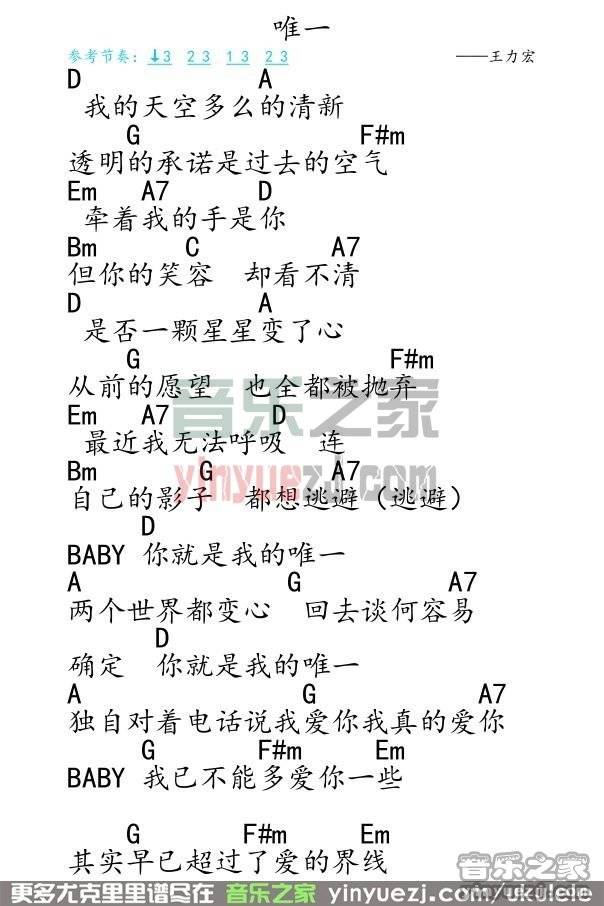 唯一
参考节奏：↓3 2 3 1 3 2 3 ——王力宏
D A
我的天空多么的清新
G F#m
透明的承诺是过去的空气
Em A7 D
牵着我的手是你
Bm C A7
但你的笑容 却看不清
D A
是否一颗星星变了心
G F#m
从前的愿望 也全都被抛弃
Em A7 D
最近我无法呼吸 连
Bm G A7
自己的影子 都想逃避（逃避）
D
BABY 你就是我的唯一
A G A7
两个世界都变心 回去谈何容易
D
确定 你就是我的唯一
A G A7
独自对着电话说我爱你我真的爱你
G F#m Em
BABY 我已不能多爱你一些
G F#m Em
其实早已超过了爱的界线
音乐之家
yinyuezj.com
音乐之家
yinyuezj.com
更多尤克里里谱尽在 音乐之家 yinyuezj.com/ukulele